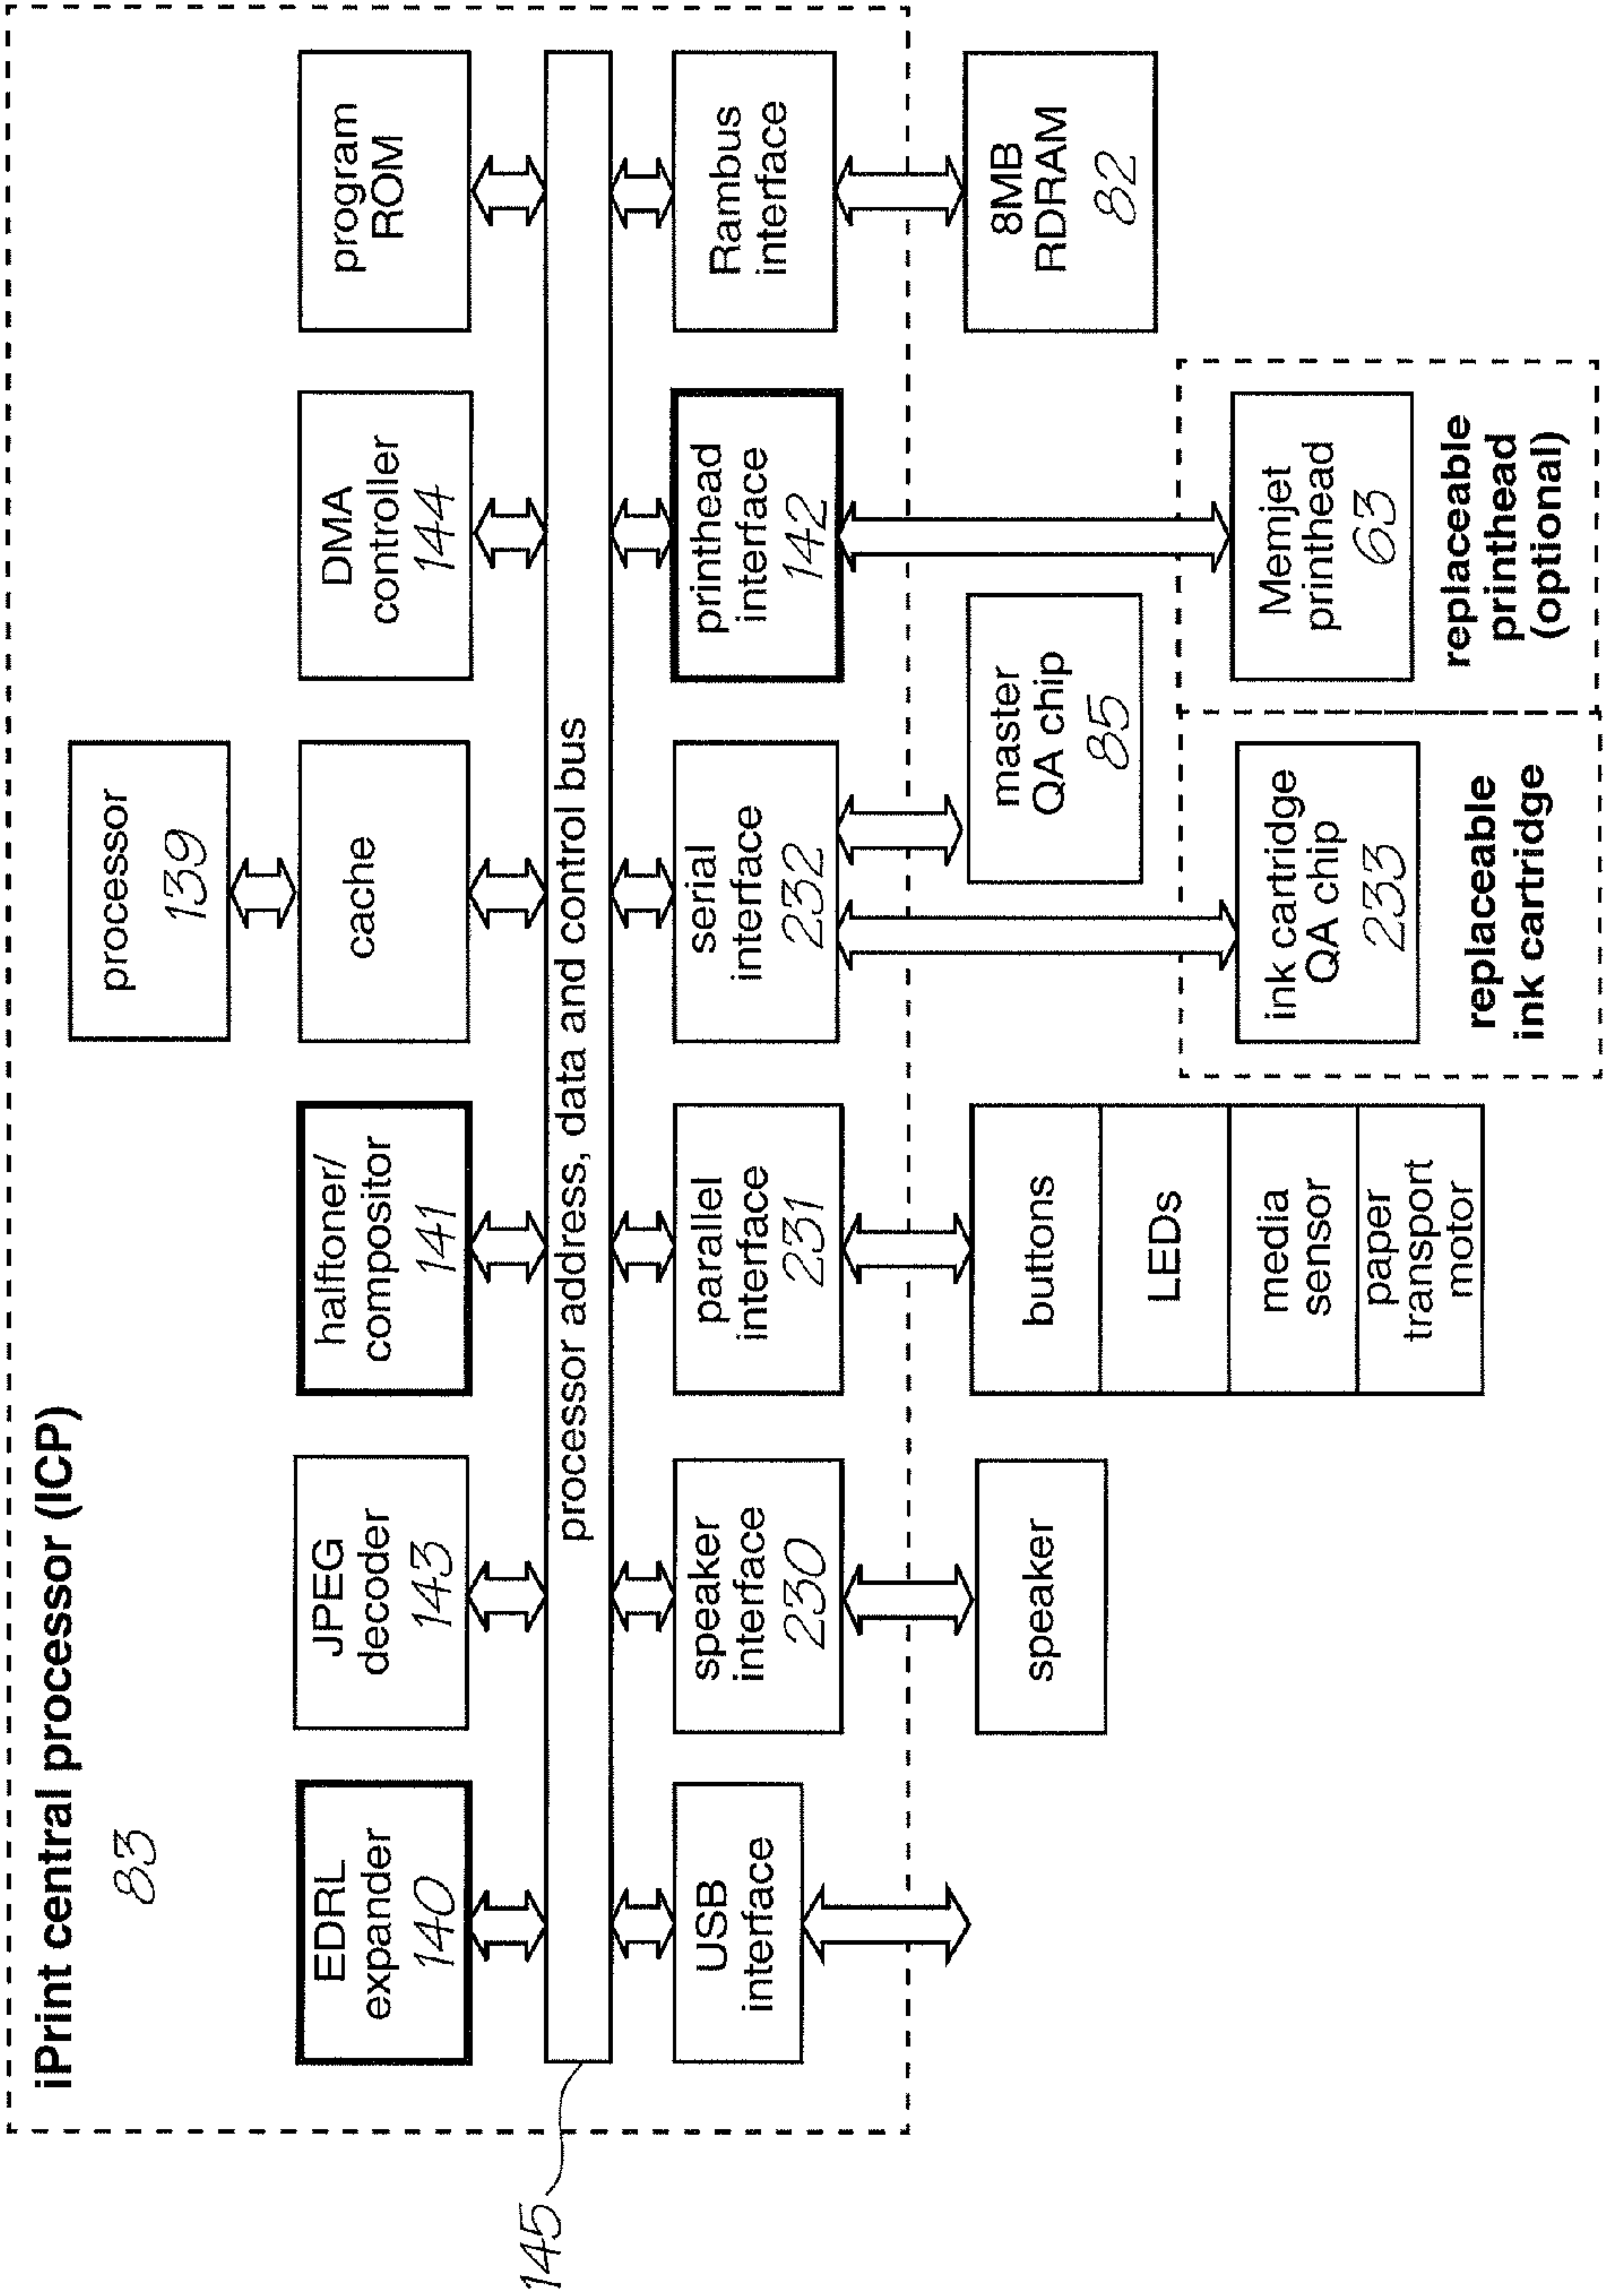 iPrint central processor (ICP)
83
processor
139
EDRL
expander
140
JPEG
decoder
143
halftoner/
compositor
141
cache
DMA
controller
144
program
ROM
145
processor address, data and control bus
USB
interface
speaker
interface
230
parallel
interface
231
serial
interface
232
printhead
interface
142
Rambus
interface
speaker
buttons
LEDs
media
sensor
paper
transport
motor
master
QA chip
85
8MB
RDRAM
82
ink cartridge
QA chip
233
replaceable
ink cartridge
Memjet
printhead
63
replaceable
printhead
(optional)